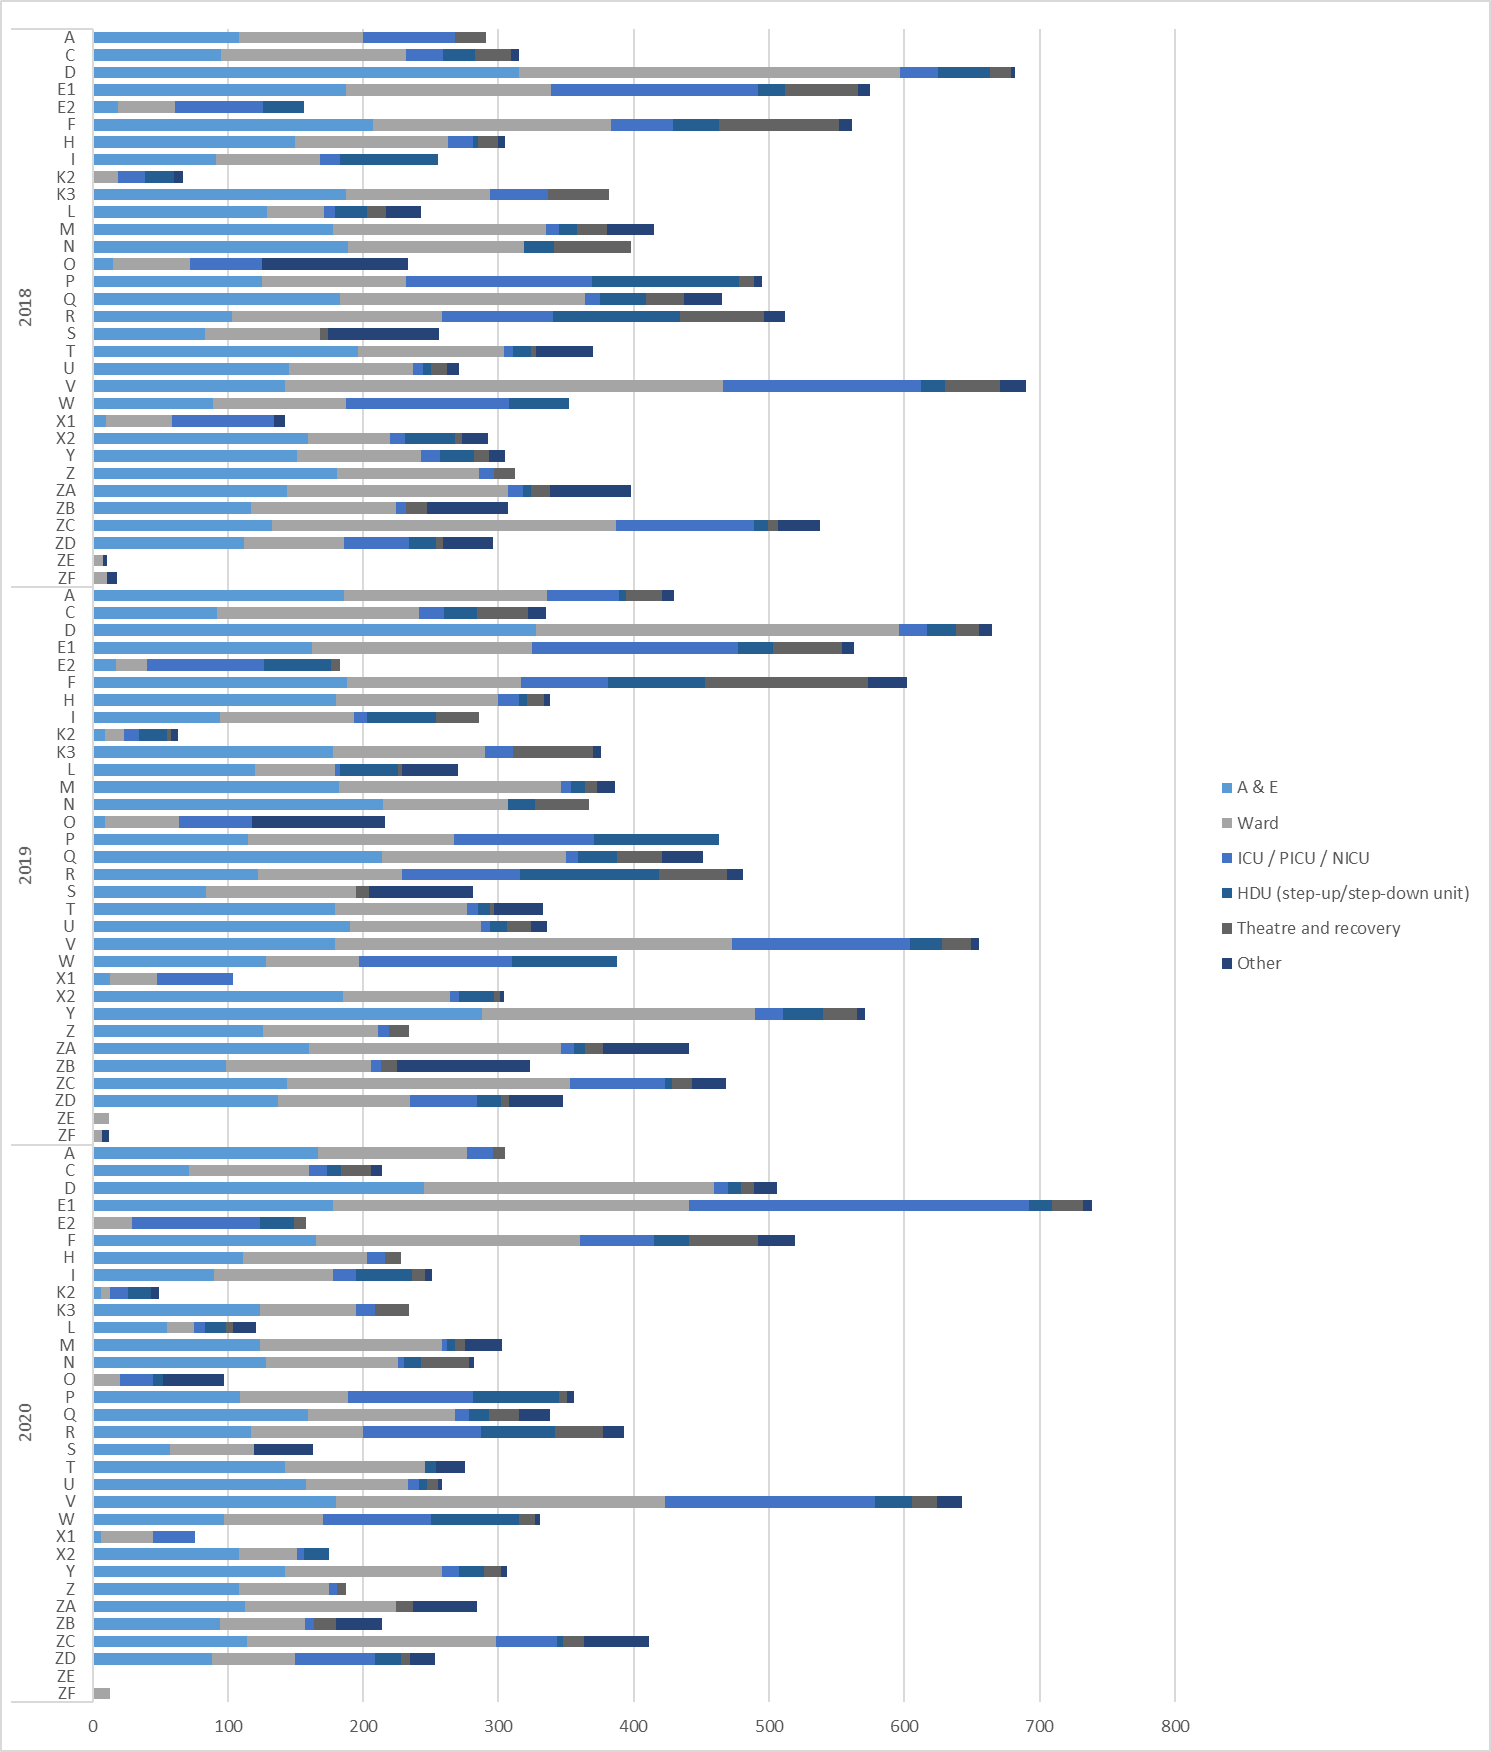 2018
A
C
D
E1
E2
F
H
I
K2
K3
L
M
N
O
P
Q
R
S
T
U
V
W
X1
X2
Y
Z
ZA
ZB
ZC
ZD
ZE
ZF
2019
A
C
D
E1
E2
F
H
I
K2
K3
L
M
N
O
P
Q
R
S
T
U
V
W
X1
X2
Y
Z
ZA
ZB
ZC
ZD
ZE
ZF
2020
A
C
D
E1
E2
F
H
I
K2
K3
L
M
N
O
P
Q
R
S
T
U
V
W
X1
X2
Y
Z
ZA
ZB
ZC
ZD
ZE
ZF
0 100 200 300 400 500 600 700 800
A & E
Ward
ICU / PICU / NICU
HDU (step-up/step-down unit)
Theatre and recovery
Other